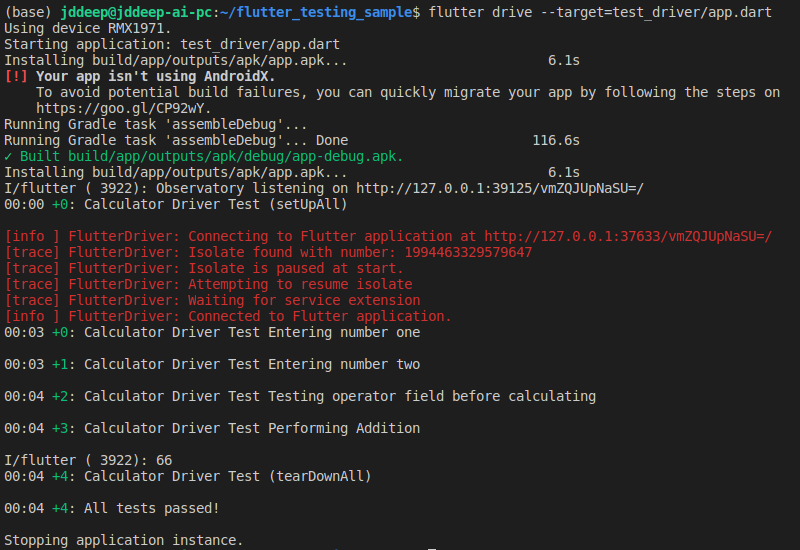 (base) jddeep@jddeep-ai-pc:~/flutter_testing_sample$ flutter drive --target=test_driver/app.dart
Using device RMX1971.
Starting application: test_driver/app.dart
Installing build/app/outputs/apk/app.apk... 6.1s
[!] Your app isn't using AndroidX.
To avoid potential build failures, you can quickly migrate your app by following the steps on
https://goo.gl/CP92wY.
Running Gradle task 'assembleDebug'...
Running Gradle task 'assembleDebug'... Done 116.6s
✓ Built build/app/outputs/apk/debug/app-debug.apk.
Installing build/app/outputs/apk/app.apk... 6.1s
I/flutter ( 3922): Observatory listening on http://127.0.0.1:39125/vmZQJUpNaSU=/
00:00 +0: Calculator Driver Test (setUpAll)
[info ] FlutterDriver: Connecting to Flutter application at http://127.0.0.1:37633/vmZQJUpNaSU=/
[trace] FlutterDriver: Isolate found with number: 1994463329579647
[trace] FlutterDriver: Isolate is paused at start.
[trace] FlutterDriver: Attempting to resume isolate
[trace] FlutterDriver: Waiting for service extension
[info ] FlutterDriver: Connected to Flutter application.
00:03 +0: Calculator Driver Test Entering number one
00:03 +1: Calculator Driver Test Entering number two
00:04 +2: Calculator Driver Test Testing operator field before calculating
00:04 +3: Calculator Driver Test Performing Addition
I/flutter ( 3922): 66
00:04 +4: Calculator Driver Test (tearDownAll)
00:04 +4: All tests passed!
Stopping application instance.